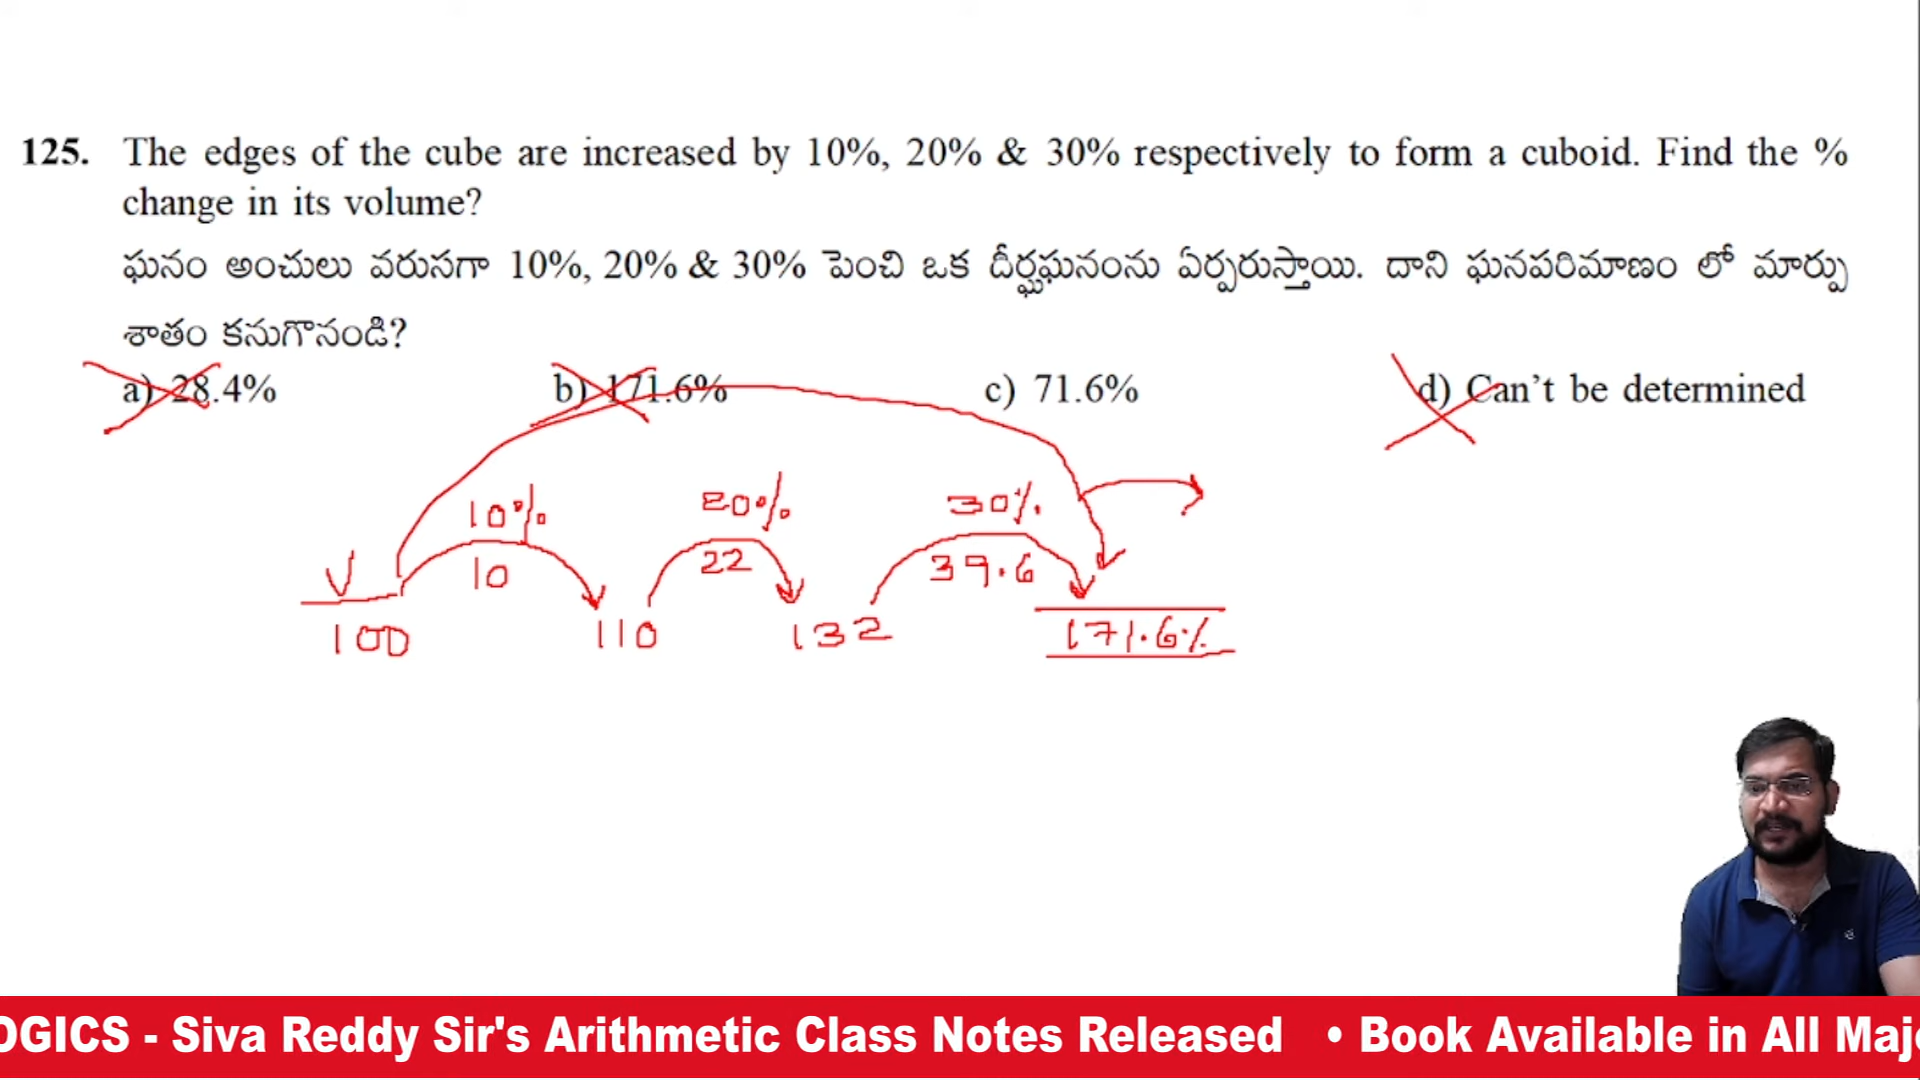 125. The edges of the cube are increased by 10%, 20% & 30% respectively to form a cuboid. Find the %
change in its volume?
ఘనం అంచులు వరుసగా 10%, 20% & 30% పెంచి ఒక దీర్ఘఘనంను ఏర్పరుస్తాయి. దాని ఘనపరిమాణం లో మార్పు
శాతం కనుగొనండి?
a) 28.4% b) 171.6% c) 71.6% d) Can't be determined
10% 20% 30%
V 10 22 39.6
100 110 132 171.6%
OGICS - Siva Reddy Sir's Arithmetic Class Notes Released • Book Available in All Maj